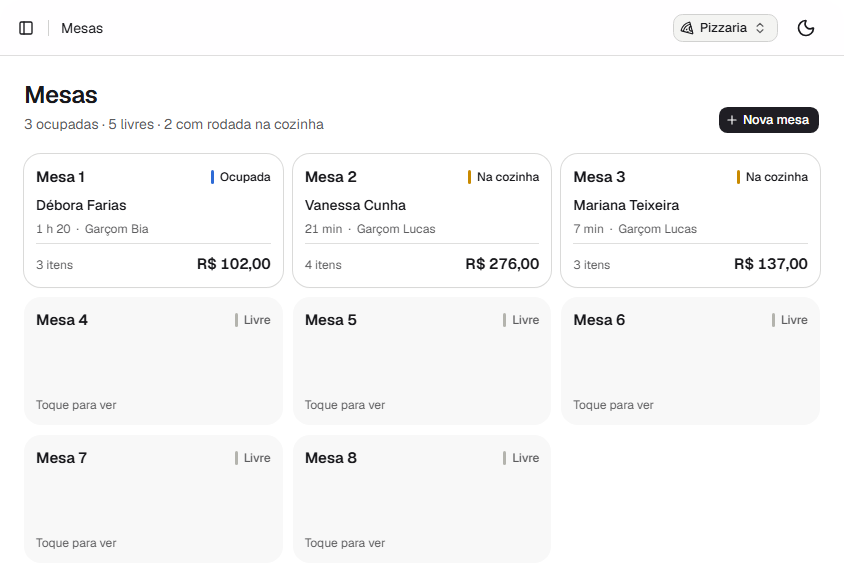 Mesas
Pizzaria
Mesas
3 ocupadas · 5 livres · 2 com rodada na cozinha
+ Nova mesa
Mesa 1 Ocupada
Débora Farias
1 h 20 · Garçom Bia
3 itens R$ 102,00
Mesa 2 Na cozinha
Vanessa Cunha
21 min · Garçom Lucas
4 itens R$ 276,00
Mesa 3 Na cozinha
Mariana Teixeira
7 min · Garçom Lucas
3 itens R$ 137,00
Mesa 4 Livre
Toque para ver
Mesa 5 Livre
Toque para ver
Mesa 6 Livre
Toque para ver
Mesa 7 Livre
Toque para ver
Mesa 8 Livre
Toque para ver